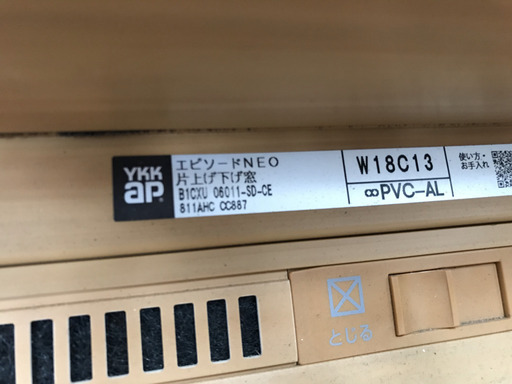 YKK
ap
エピソードNEO
片上げ下げ窓
B1CXU 06011-SD-CE
811AHC CC887
W18C13
∞PVC-AL
使い方・
お手入れ
とじる